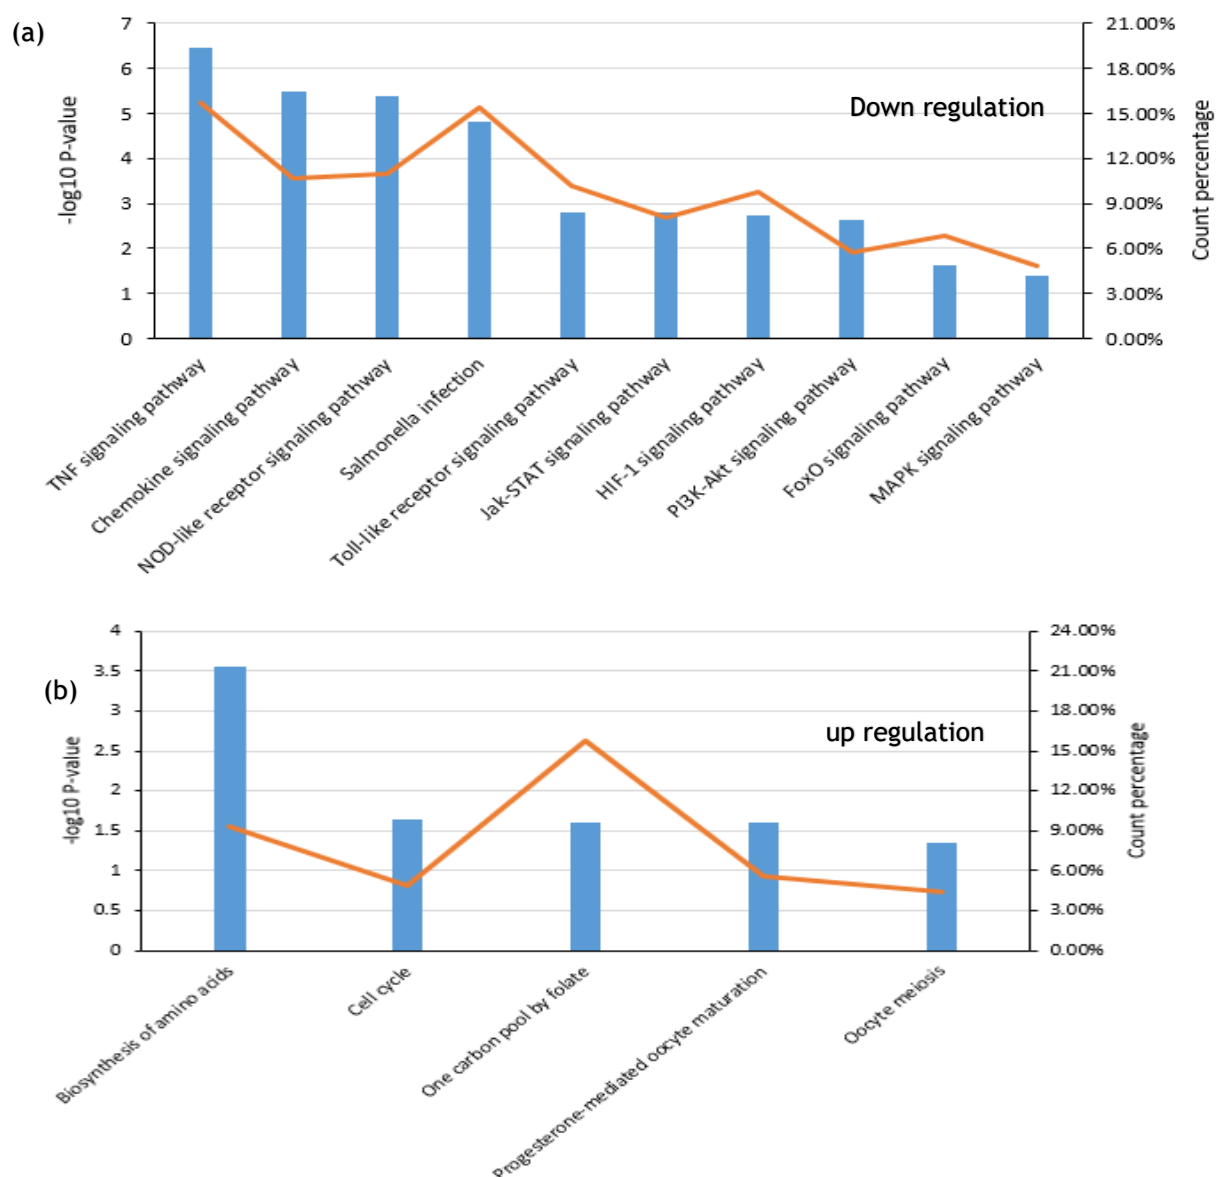 (a)
7
6
5
4
3
2
1
0
-log10 P-value
21.00%
18.00%
15.00%
12.00%
9.00%
6.00%
3.00%
0.00%
Count percentage
Down regulation
TNF signaling pathway
Chemokine signaling pathway
NOD-like receptor signaling pathway
Salmonella infection
Toll-like receptor signaling pathway
Jak-STAT signaling pathway
HIF-1 signaling pathway
PI3K-Akt signaling pathway
FoxO signaling pathway
MAPK signaling pathway
(b)
4
3.5
3
2.5
2
1.5
1
0.5
0
-log10 P-value
24.00%
21.00%
18.00%
15.00%
12.00%
9.00%
6.00%
3.00%
0.00%
Count percentage
up regulation
Biosynthesis of amino acids
Cell cycle
One carbon pool by folate
Progesterone-mediated oocyte maturation
Oocyte meiosis